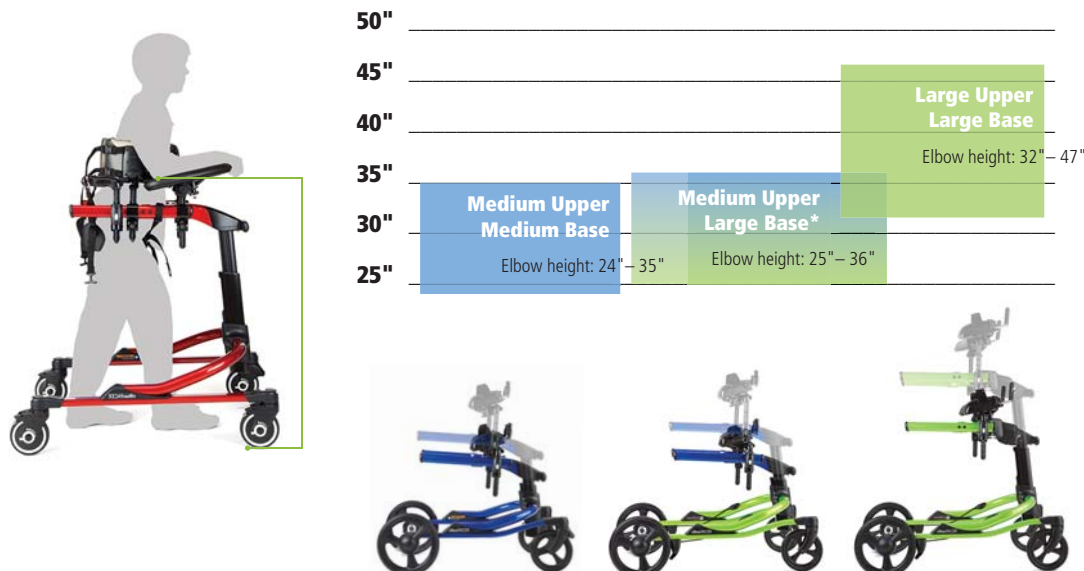 50"
45"
40"
35"
30"
25"
Medium Upper
Medium Base
Elbow height: 24"– 35"
Medium Upper
Large Base*
Elbow height: 25"– 36"
Large Upper
Large Base
Elbow height: 32"– 47"